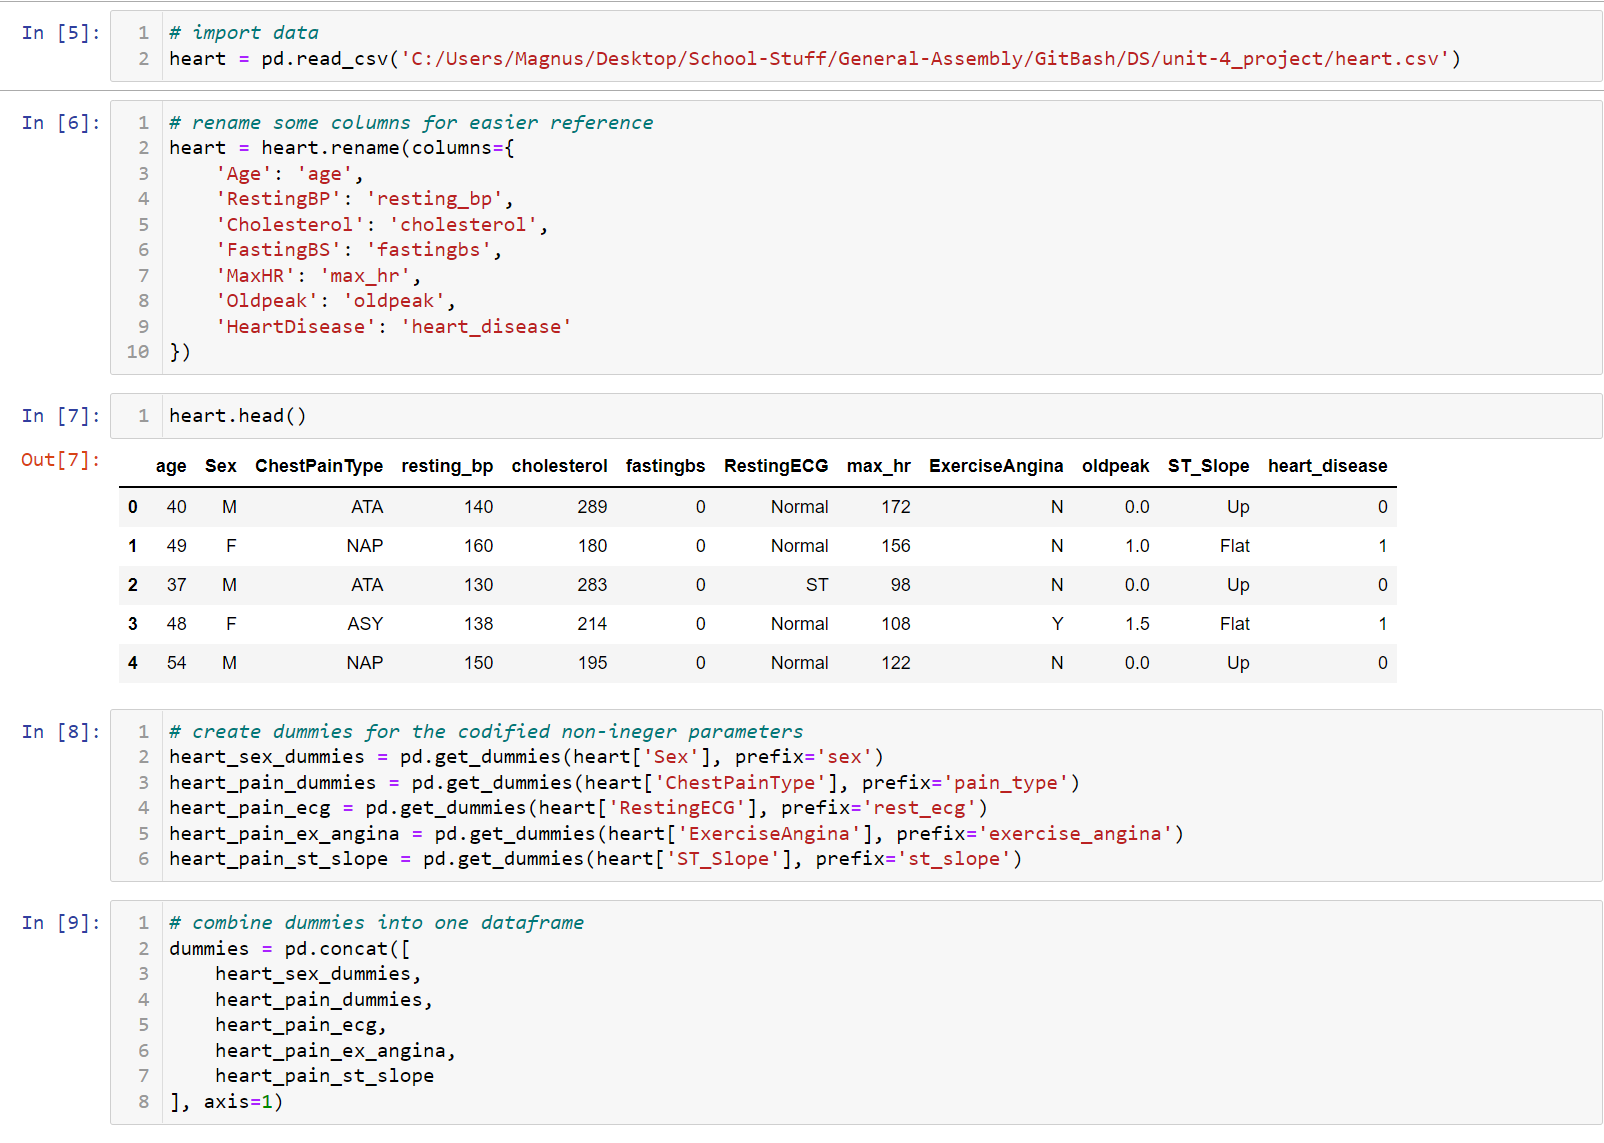 In [5]:
1 # import data
2 heart = pd.read_csv('C:/Users/Magnus/Desktop/School-Stuff/General-Assembly/GitBash/DS/unit-4_project/heart.csv')
In [6]:
1 # rename some columns for easier reference
2 heart = heart.rename(columns={
3     'Age': 'age',
4     'RestingBP': 'resting_bp',
5     'Cholesterol': 'cholesterol',
6     'FastingBS': 'fastingbs',
7     'MaxHR': 'max_hr',
8     'Oldpeak': 'oldpeak',
9     'HeartDisease': 'heart_disease'
10 })
In [7]:
1 heart.head()
Out[7]:
age Sex ChestPainType resting_bp cholesterol fastingbs RestingECG max_hr ExerciseAngina oldpeak ST_Slope heart_disease
0 40 M ATA 140 289 0 Normal 172 N 0.0 Up 0
1 49 F NAP 160 180 0 Normal 156 N 1.0 Flat 1
2 37 M ATA 130 283 0 ST 98 N 0.0 Up 0
3 48 F ASY 138 214 0 Normal 108 Y 1.5 Flat 1
4 54 M NAP 150 195 0 Normal 122 N 0.0 Up 0
In [8]:
1 # create dummies for the codified non-ineger parameters
2 heart_sex_dummies = pd.get_dummies(heart['Sex'], prefix='sex')
3 heart_pain_dummies = pd.get_dummies(heart['ChestPainType'], prefix='pain_type')
4 heart_pain_ecg = pd.get_dummies(heart['RestingECG'], prefix='rest_ecg')
5 heart_pain_ex_angina = pd.get_dummies(heart['ExerciseAngina'], prefix='exercise_angina')
6 heart_pain_st_slope = pd.get_dummies(heart['ST_Slope'], prefix='st_slope')
In [9]:
1 # combine dummies into one dataframe
2 dummies = pd.concat([
3     heart_sex_dummies,
4     heart_pain_dummies,
5     heart_pain_ecg,
6     heart_pain_ex_angina,
7     heart_pain_st_slope
8 ], axis=1)